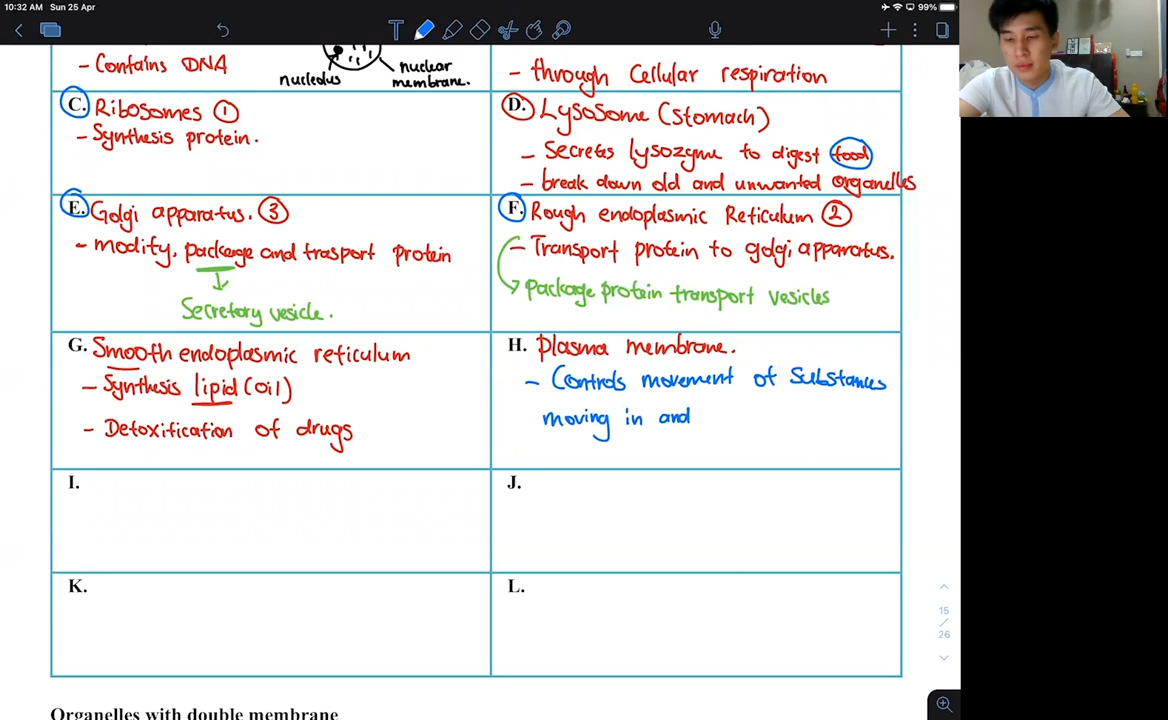 10:32 AM Sun 25 Apr
99%
T
- Contains DNA
nucleolus
nuclear
membrane.
- through Cellular respiration
C. Ribosomes 1
- Synthesis protein.
D. Lysosome (Stomach)
- Secretes lysozyme to digest food
- break down old and unwanted organelles
E. Golgi apparatus. 3
- modify, package and trasport protein
Secretory vesicle.
F. Rough endoplasmic Reticulum 2
- Transport protein to golgi apparatus.
package protein transport vesicles
G. Smooth endoplasmic reticulum
- Synthesis lipid (oil)
- Detoxification of drugs
H. Plasma membrane.
- Controls movement of Substances
moving in and
I.
J.
K.
L.
15
/
26
Organelles with double membrane